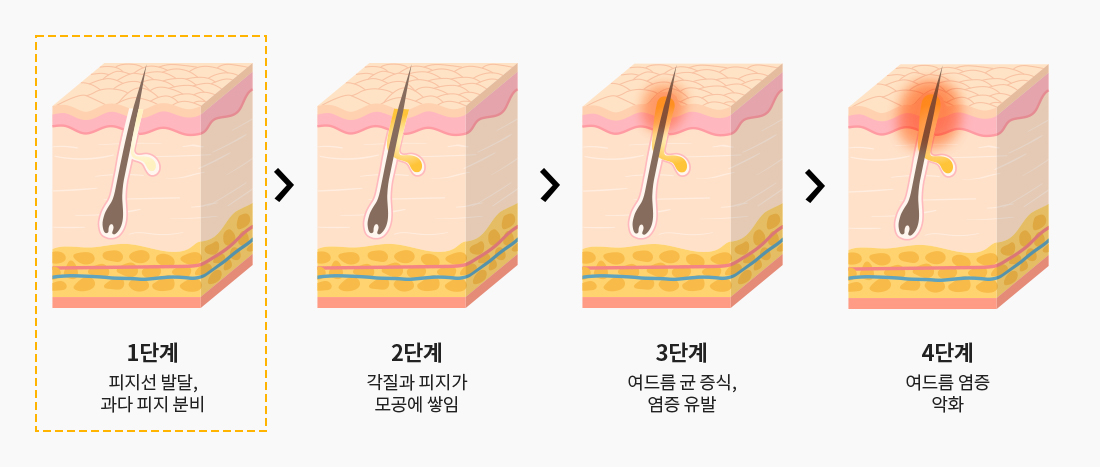 1단계
피지선 발달,
과다 피지 분비
2단계
각질과 피지가
모공에 쌓임
3단계
여드름 균 증식,
염증 유발
4단계
여드름 염증
악화